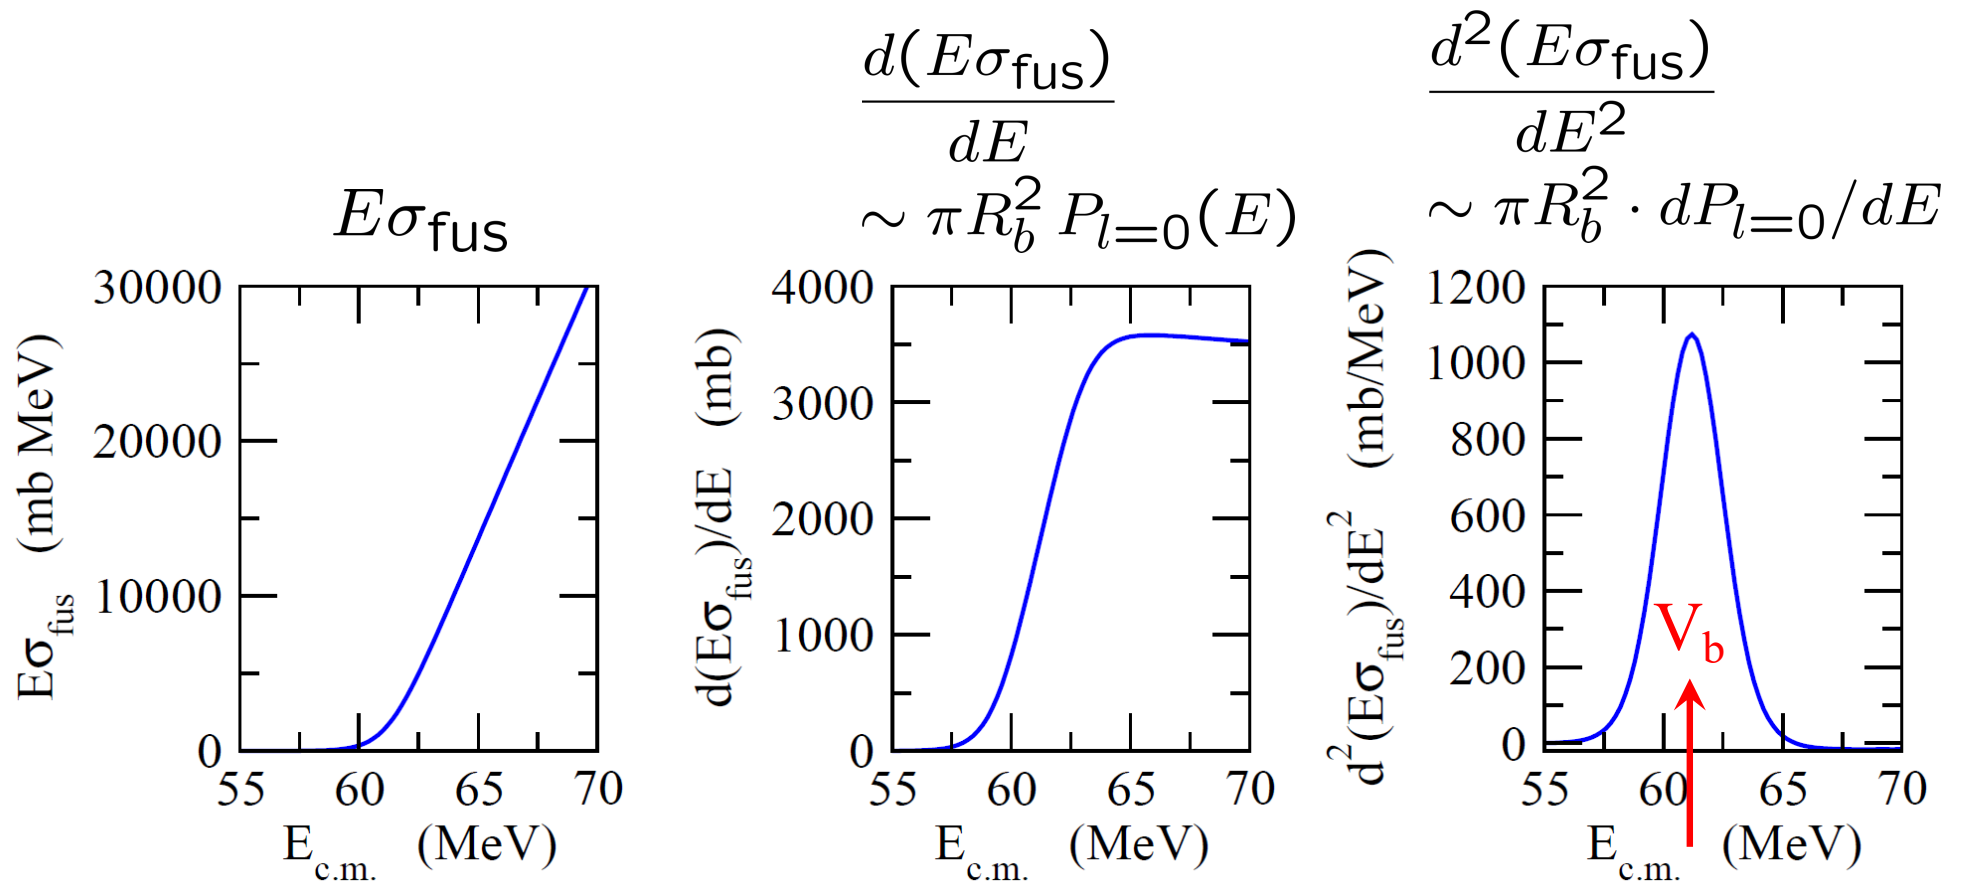 Eσ_fus
30000
20000
10000
0
55 60 65 70
Eσ_fus (mb MeV)
E_c.m. (MeV)
d(Eσ_fus)
dE
∼ πR_b^2 P_{l=0}(E)
4000
3000
2000
1000
0
55 60 65 70
d(Eσ_fus)/dE (mb)
E_c.m. (MeV)
d^2(Eσ_fus)
dE^2
∼ πR_b^2 · dP_{l=0}/dE
1200
1000
800
600
400
200
0
55 60 65 70
d^2(Eσ_fus)/dE^2 (mb/MeV)
V_b
E_c.m. (MeV)